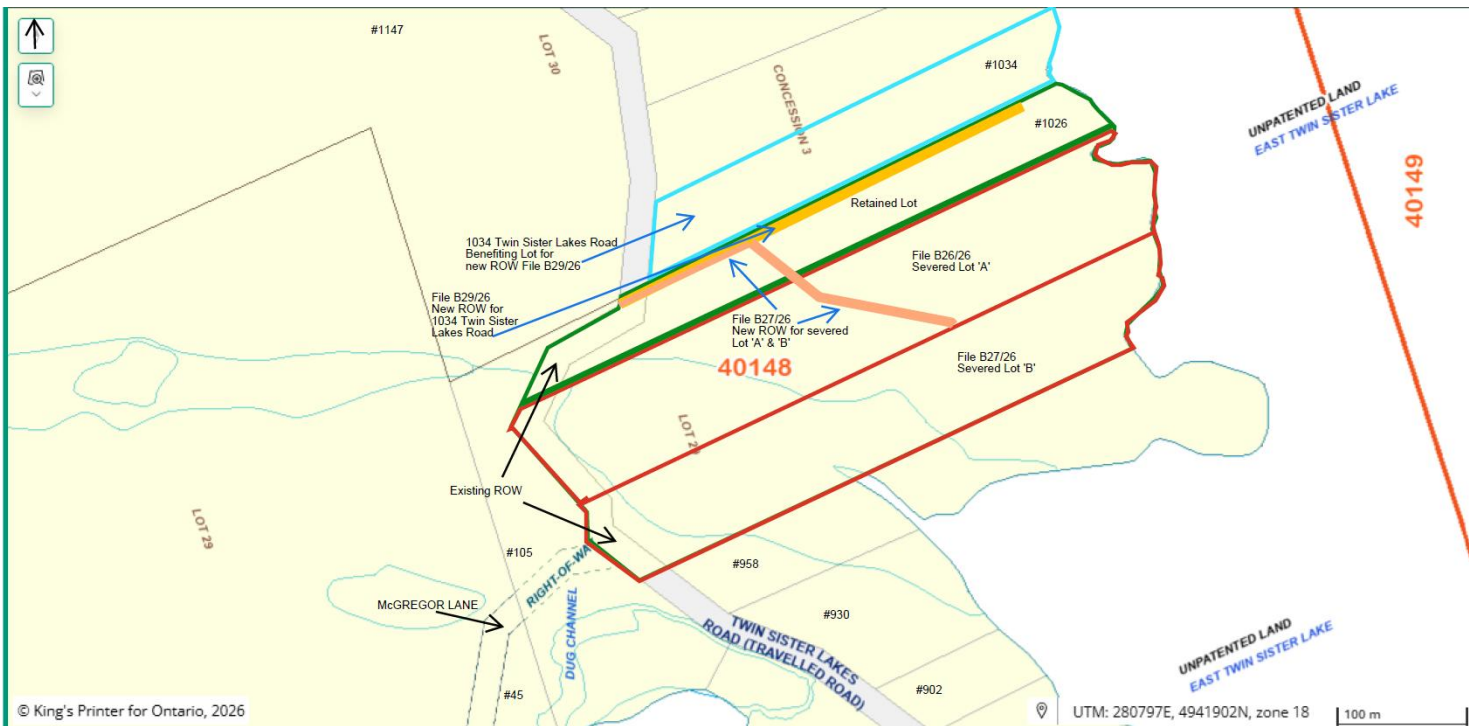 #1147
LOT 30
CONCESSION 3
#1034
#1026
UNPATENTED LAND
EAST TWIN SISTER LAKE
40149
Retained Lot
1034 Twin Sister Lakes Road
Benefiting Lot for
new ROW File B29/26
File B26/26
Severed Lot 'A'
File B29/26
New ROW for
1034 Twin Sister
Lakes Road
File B27/26
New ROW for severed
Lot 'A' & 'B'
File B27/26
Severed Lot 'B'
40148
LOT 29
Existing ROW
LOT 29
#105
RIGHT-OF-WA
#958
McGREGOR LANE
DUG CHANNEL
#930
TWIN SISTER LAKES
ROAD (TRAVELLED ROAD)
UNPATENTED LAND
EAST TWIN SISTER LAKE
#45
#902
© King's Printer for Ontario, 2026
UTM: 280797E, 4941902N, zone 18
100 m